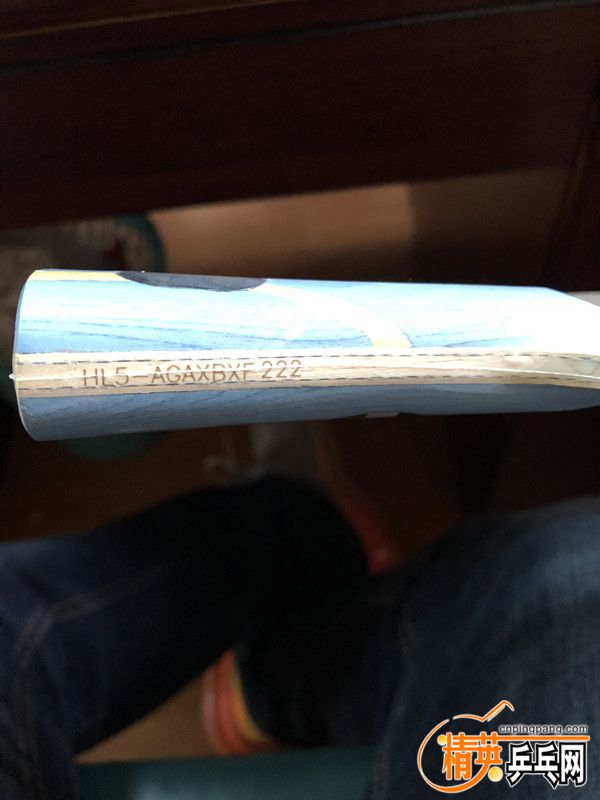 HL5-AGAXBXF 222
cnpingpang.com
精英乒乓网